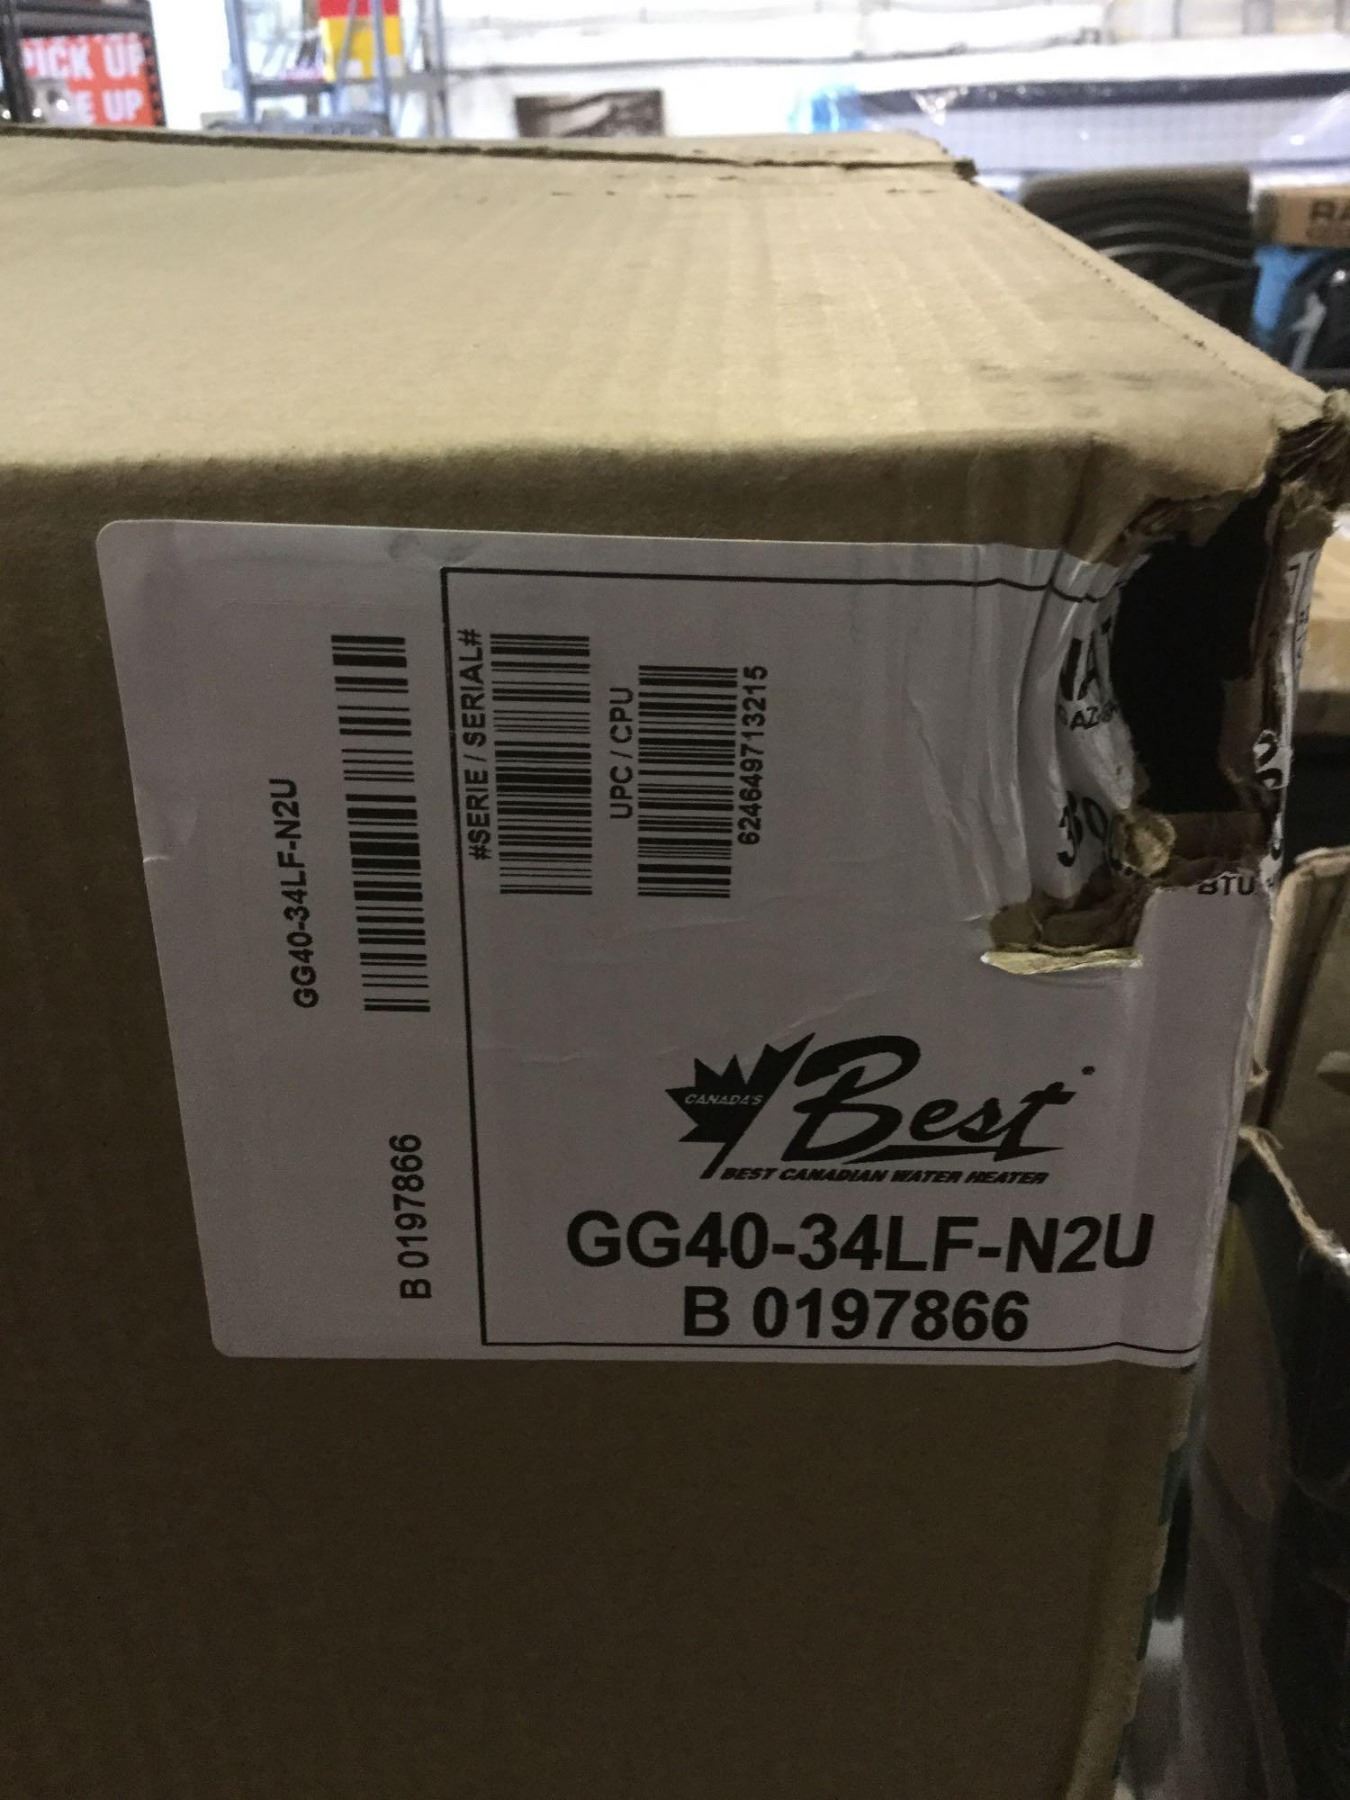 PICK UP
E UP
GG40-34LF-N2U
B 0197866
#SERIE / SERIAL#
UPC / CPU
624649713215
BTU
CANADA'S
Best
BEST CANADIAN WATER HEATER
GG40-34LF-N2U
B 0197866